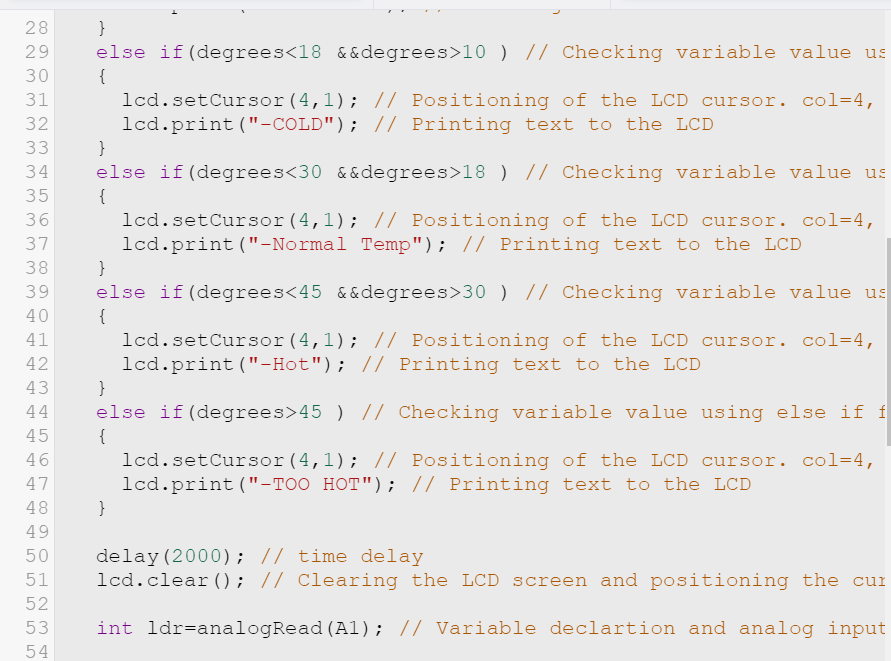 28 }
29 else if(degrees<18 &&degrees>10 ) // Checking variable value us
30 {
31 lcd.setCursor(4,1); // Positioning of the LCD cursor. col=4,
32 lcd.print("-COLD"); // Printing text to the LCD
33 }
34 else if(degrees<30 &&degrees>18 ) // Checking variable value us
35 {
36 lcd.setCursor(4,1); // Positioning of the LCD cursor. col=4,
37 lcd.print("-Normal Temp"); // Printing text to the LCD
38 }
39 else if(degrees<45 &&degrees>30 ) // Checking variable value us
40 {
41 lcd.setCursor(4,1); // Positioning of the LCD cursor. col=4,
42 lcd.print("-Hot"); // Printing text to the LCD
43 }
44 else if(degrees>45 ) // Checking variable value using else if f
45 {
46 lcd.setCursor(4,1); // Positioning of the LCD cursor. col=4,
47 lcd.print("-TOO HOT"); // Printing text to the LCD
48 }
49
50 delay(2000); // time delay
51 lcd.clear(); // Clearing the LCD screen and positioning the cur
52
53 int ldr=analogRead(A1); // Variable declartion and analog input
54